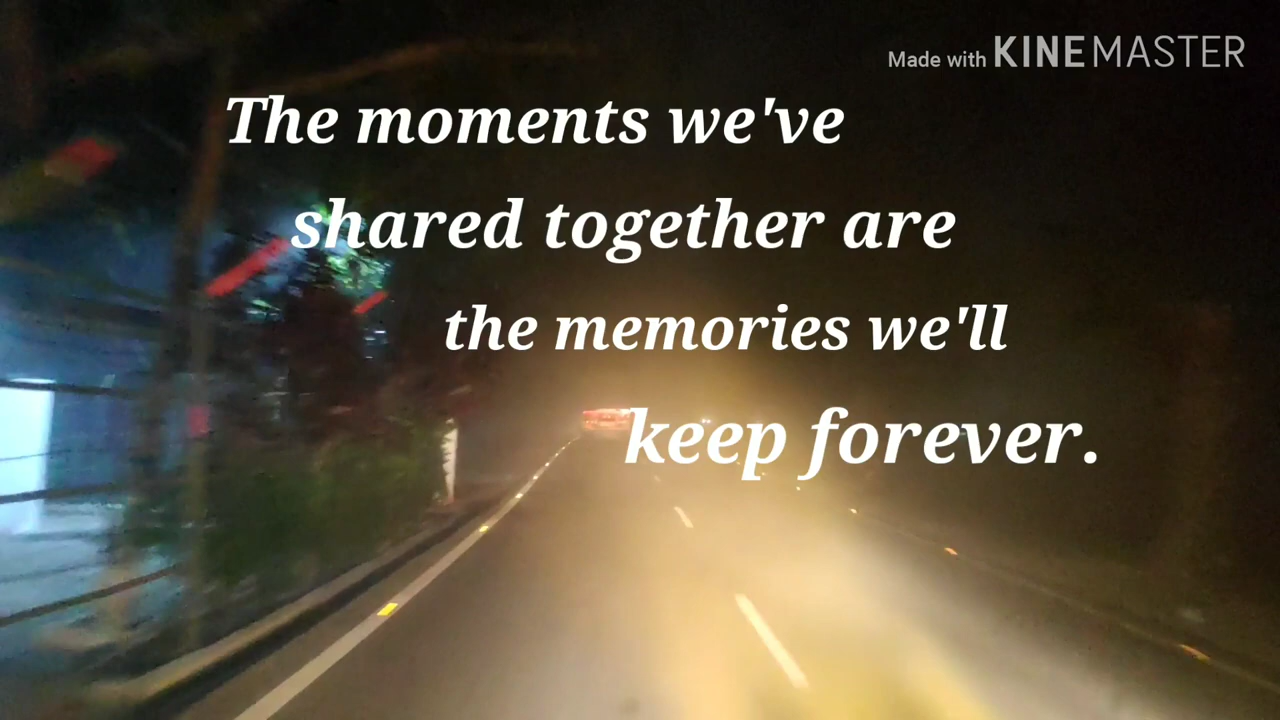 Made with KINEMASTER
The moments we've
shared together are
the memories we'll
keep forever.